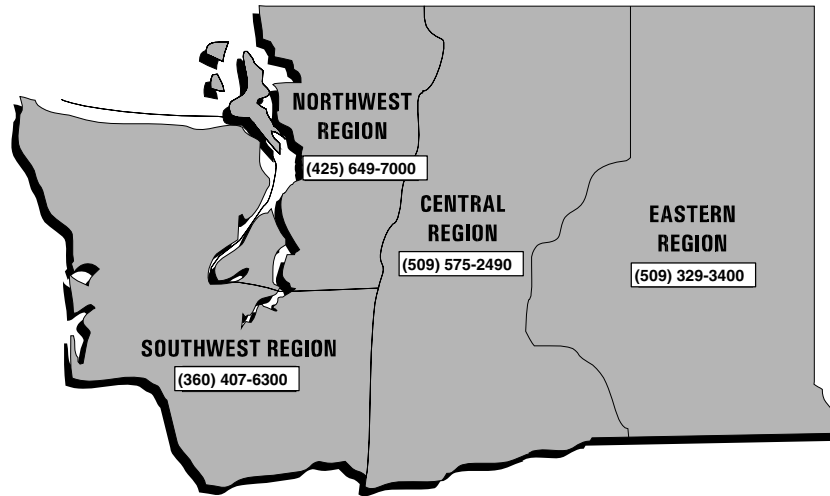 NORTHWEST
REGION
(425) 649-7000
CENTRAL
REGION
(509) 575-2490
EASTERN
REGION
(509) 329-3400
SOUTHWEST REGION
(360) 407-6300